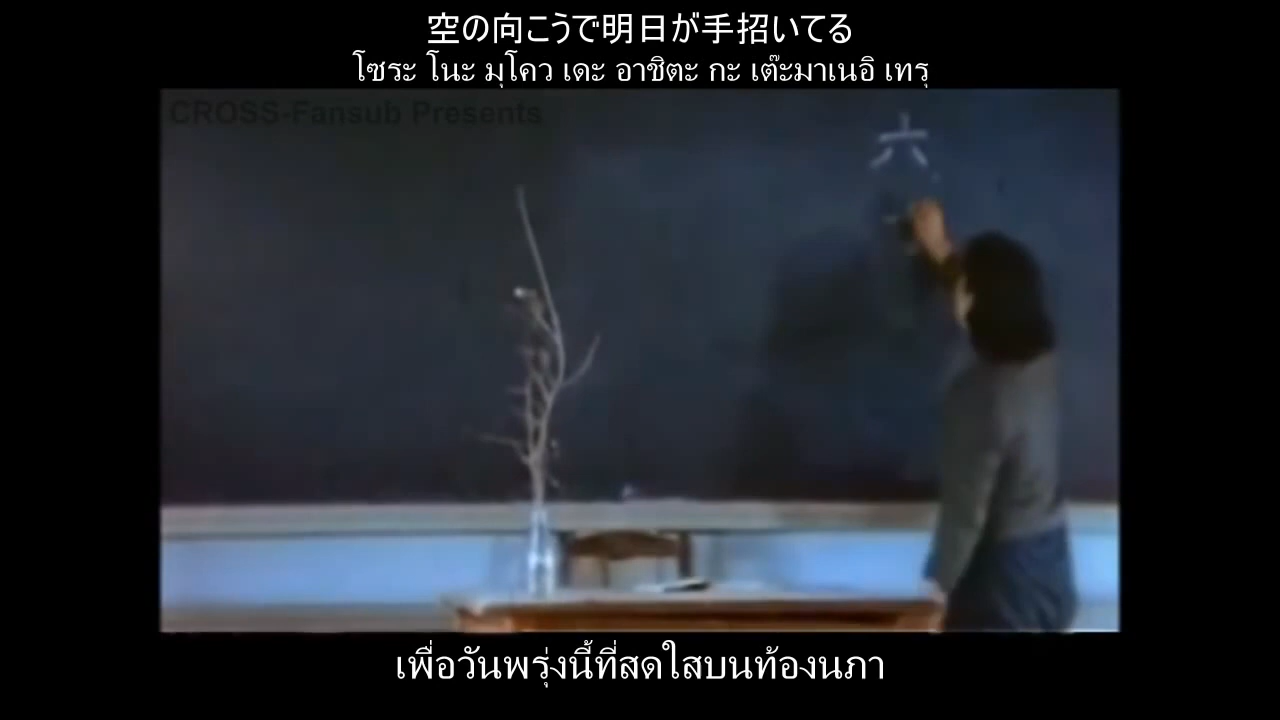 空の向こうで明日が手招いてる
โซระ โนะ มุโคว เดะ อาชิตะ กะ เต๊ะมาเนอิ เทรุ
CROSS-Fansub Presents
六
เพื่อวันพรุ่งนี้ที่สดใสบนท้องนภา